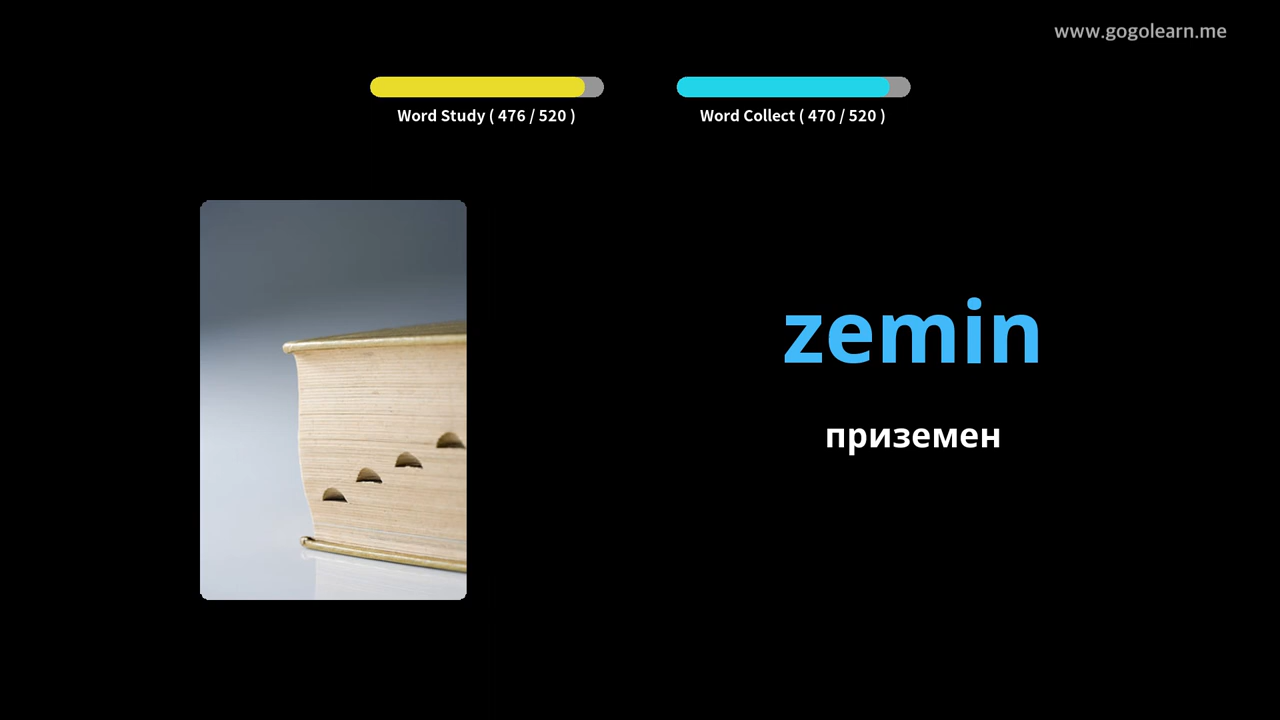 www.gogolearn.me
Word Study ( 476 / 520 )
Word Collect ( 470 / 520 )
zemin
приземен